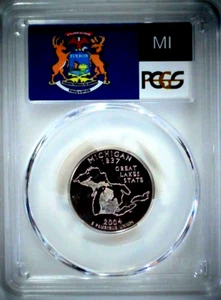 MI
PCGS
MICHIGAN
1837
GREAT
LAKES
STATE
2004
E PLURIBUS UNUM